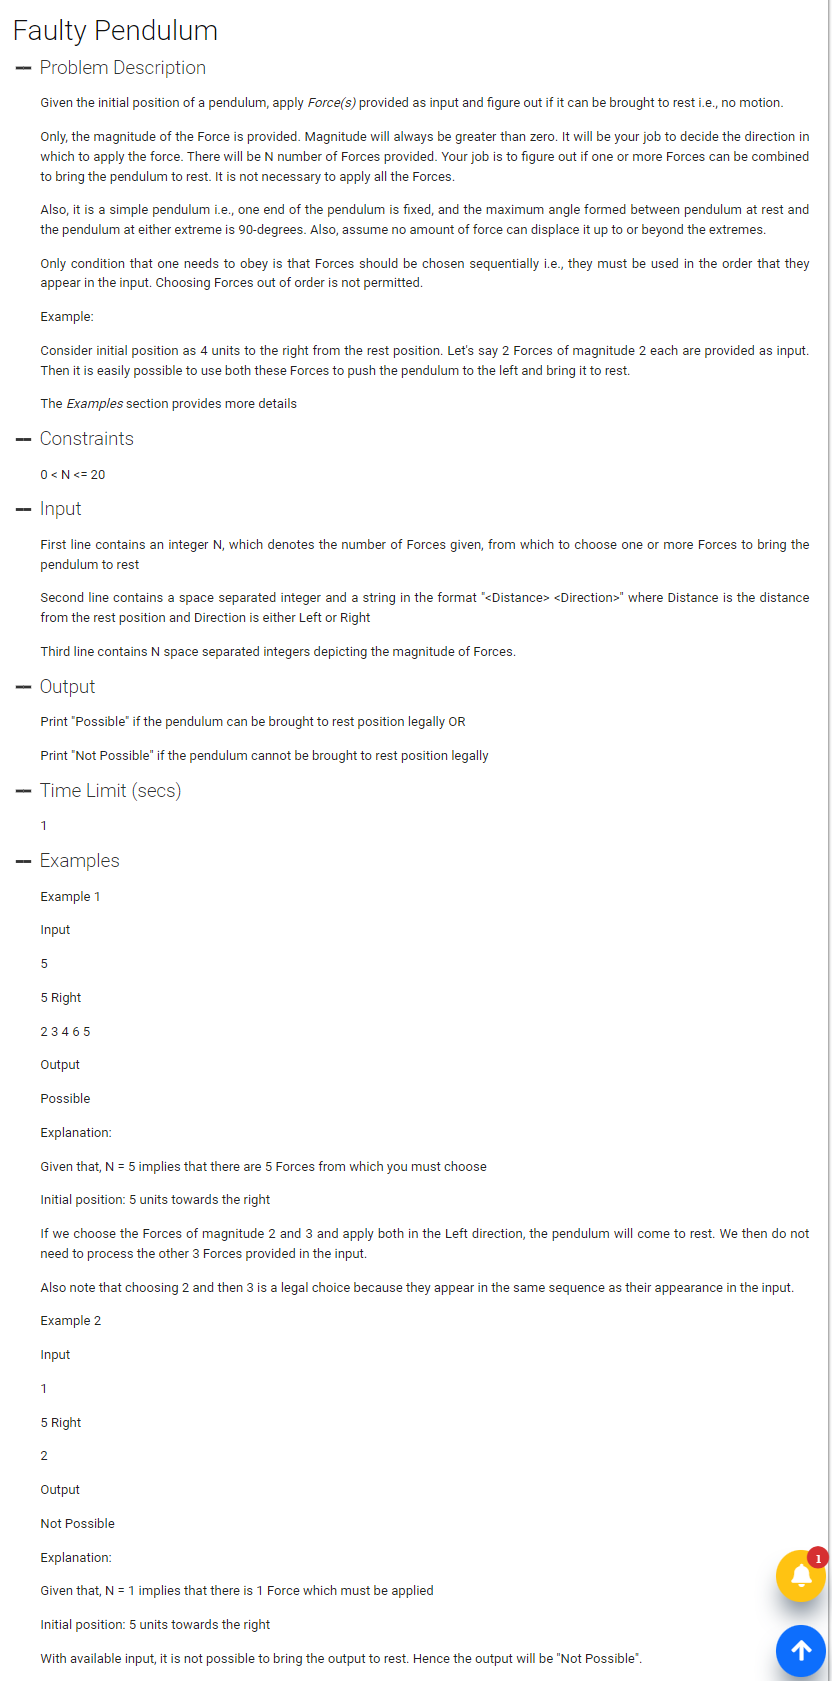 Faulty Pendulum
Problem Description
Given the initial position of a pendulum, apply Force(s) provided as input and figure out if it can be brought to rest i.e., no motion.
Only, the magnitude of the Force is provided. Magnitude will always be greater than zero. It will be your job to decide the direction in
which to apply the force. There will be N number of Forces provided. Your job is to figure out if one or more Forces can be combined
to bring the pendulum to rest. It is not necessary to apply all the Forces.
Also, it is a simple pendulum i.e., one end of the pendulum is fixed, and the maximum angle formed between pendulum at rest and
the pendulum at either extreme is 90-degrees. Also, assume no amount of force can displace it up to or beyond the extremes.
Only condition that one needs to obey is that Forces should be chosen sequentially i.e., they must be used in the order that they
appear in the input. Choosing Forces out of order is not permitted.
Example:
Consider initial position as 4 units to the right from the rest position. Let's say 2 Forces of magnitude 2 each are provided as input.
Then it is easily possible to use both these Forces to push the pendulum to the left and bring it to rest.
The Examples section provides more details
Constraints
0 < N <= 20
Input
First line contains an integer N, which denotes the number of Forces given, from which to choose one or more Forces to bring the
pendulum to rest
Second line contains a space separated integer and a string in the format "<Distance> <Direction>" where Distance is the distance
from the rest position and Direction is either Left or Right
Third line contains N space separated integers depicting the magnitude of Forces.
Output
Print "Possible" if the pendulum can be brought to rest position legally OR
Print "Not Possible" if the pendulum cannot be brought to rest position legally
Time Limit (secs)
1
Examples
Example 1
Input
5
5 Right
2 3 4 6 5
Output
Possible
Explanation:
Given that, N = 5 implies that there are 5 Forces from which you must choose
Initial position: 5 units towards the right
If we choose the Forces of magnitude 2 and 3 and apply both in the Left direction, the pendulum will come to rest. We then do not
need to process the other 3 Forces provided in the input.
Also note that choosing 2 and then 3 is a legal choice because they appear in the same sequence as their appearance in the input.
Example 2
Input
1
5 Right
2
Output
Not Possible
Explanation:
Given that, N = 1 implies that there is 1 Force which must be applied
1
Initial position: 5 units towards the right
With available input, it is not possible to bring the output to rest. Hence the output will be "Not Possible".